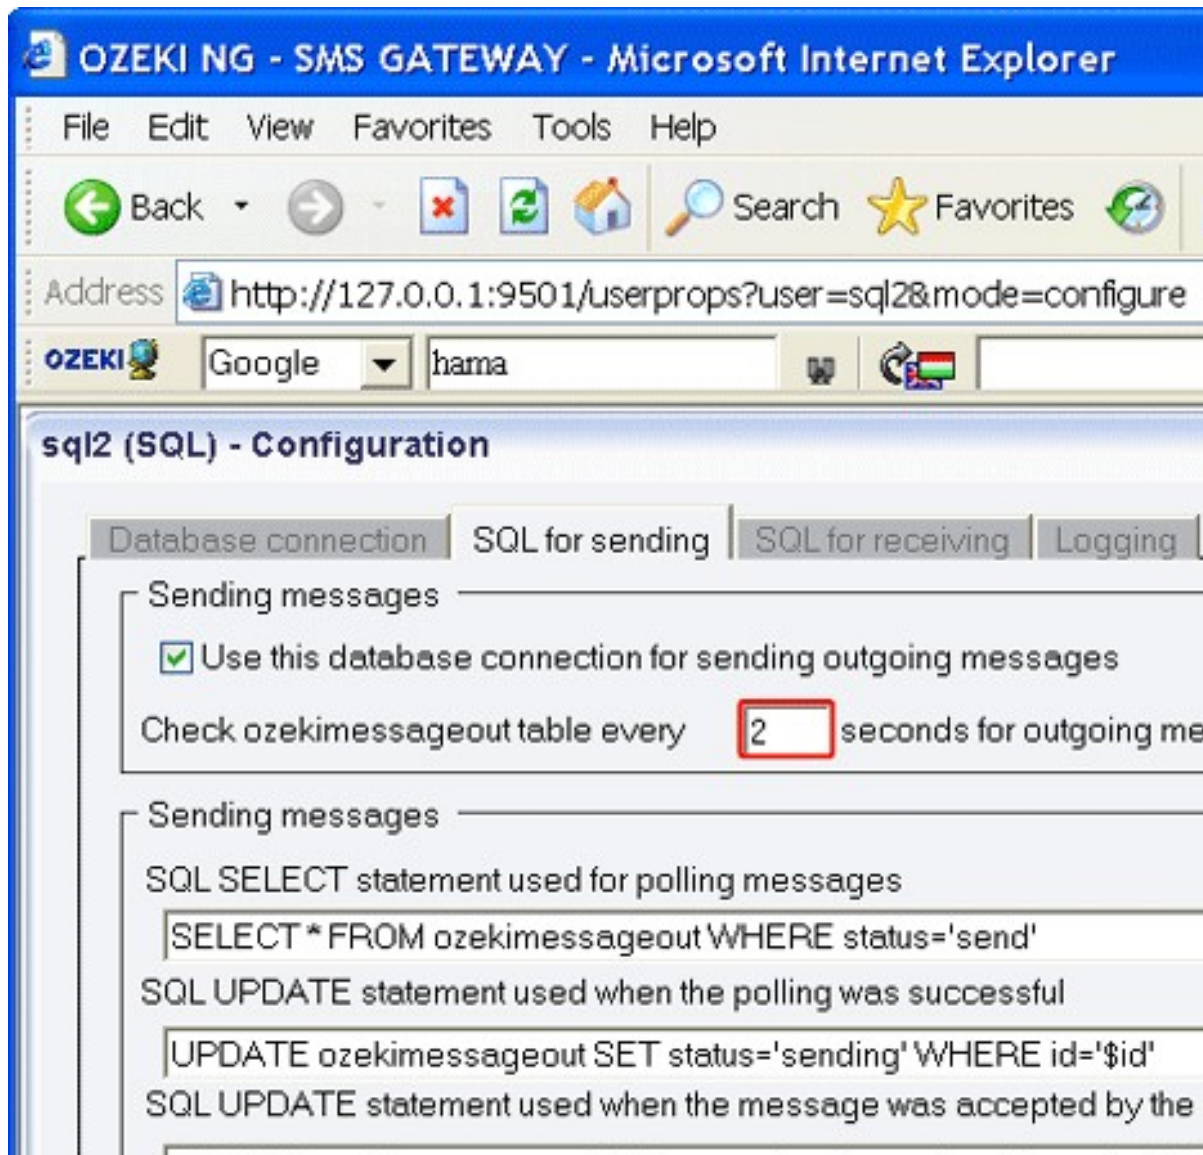 OZEKI NG - SMS GATEWAY - Microsoft Internet Explorer
File Edit View Favorites Tools Help
Back Search Favorites
Address http://127.0.0.1:9501/userprops?user=sql2&mode=configure
OZEKI Google hama
sql2 (SQL) - Configuration
Database connection SQL for sending SQL for receiving Logging
Sending messages
Use this database connection for sending outgoing messages
Check ozekimessageout table every 2 seconds for outgoing me
Sending messages
SQL SELECT statement used for polling messages
SELECT * FROM ozekimessageout WHERE status='send'
SQL UPDATE statement used when the polling was successful
UPDATE ozekimessageout SET status='sending' WHERE id='$id'
SQL UPDATE statement used when the message was accepted by the